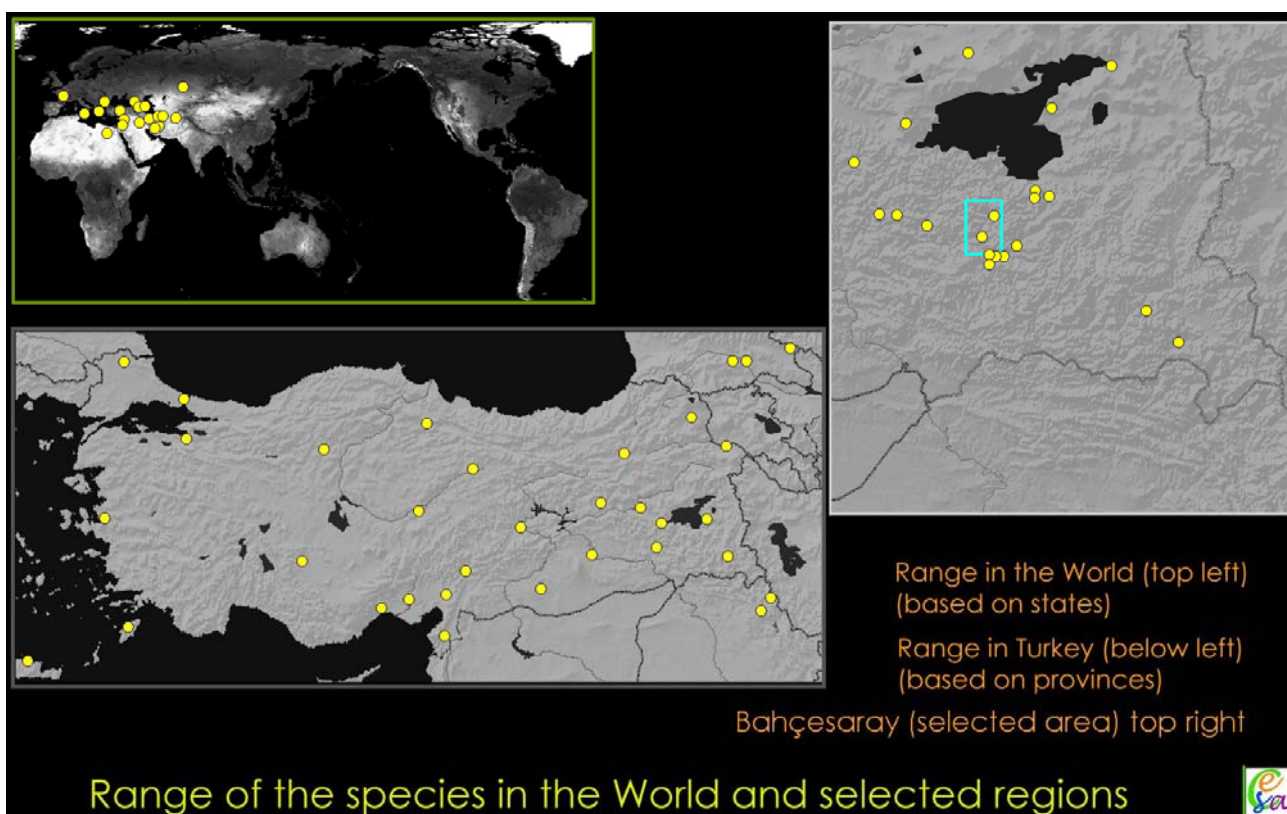 Range in the World (top left)
(based on states)
Range in Turkey (below left)
(based on provinces)
Bahçesaray (selected area) top right
Range of the species in the World and selected regions
esa